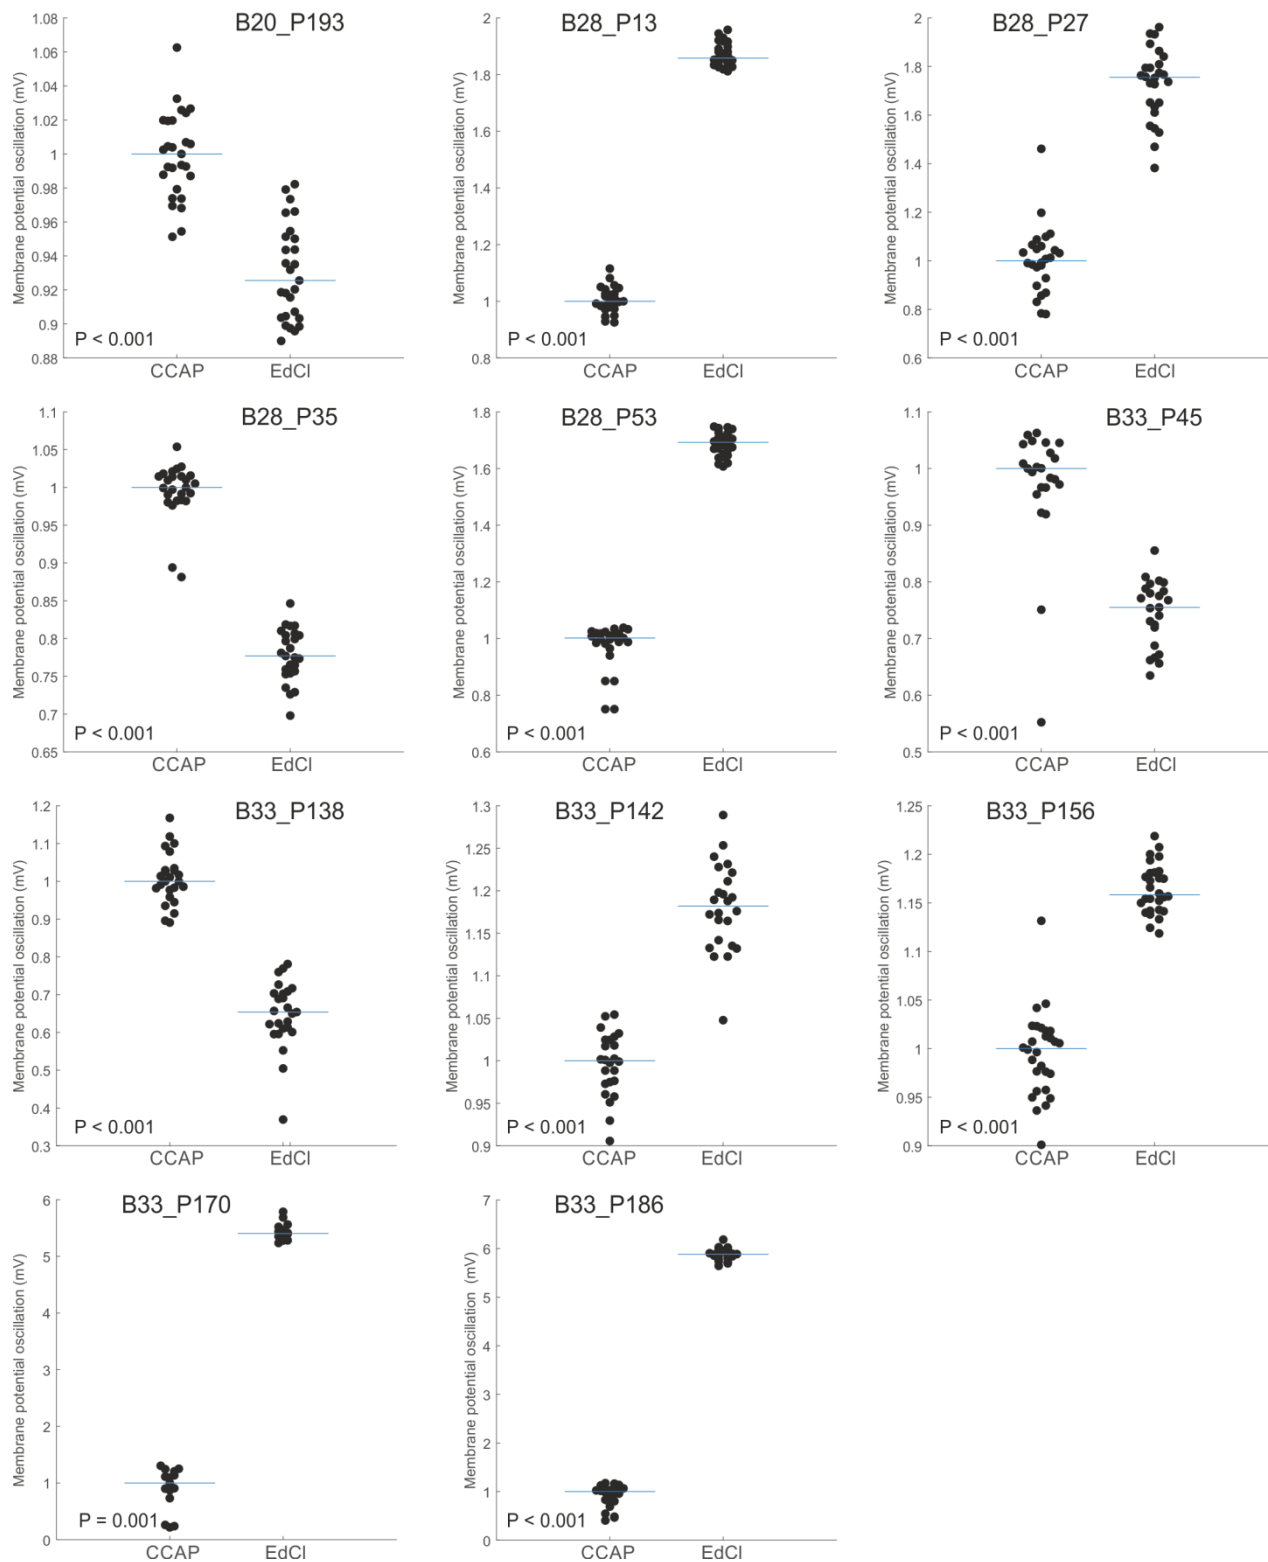 B20_P193
Membrane potential oscillation (mV)
1.08
1.06
1.04
1.02
1
0.98
0.96
0.94
0.92
0.9
0.88
P < 0.001
CCAP EdCl
B28_P13
Membrane potential oscillation (mV)
2
1.8
1.6
1.4
1.2
1
0.8
P < 0.001
CCAP EdCl
B28_P27
Membrane potential oscillation (mV)
2
1.8
1.6
1.4
1.2
1
0.8
0.6
P < 0.001
CCAP EdCl
B28_P35
Membrane potential oscillation (mV)
1.1
1.05
1
0.95
0.9
0.85
0.8
0.75
0.7
0.65
P < 0.001
CCAP EdCl
B28_P53
Membrane potential oscillation (mV)
1.8
1.6
1.4
1.2
1
0.8
0.6
P < 0.001
CCAP EdCl
B33_P45
Membrane potential oscillation (mV)
1.1
1
0.9
0.8
0.7
0.6
0.5
P < 0.001
CCAP EdCl
B33_P138
Membrane potential oscillation (mV)
1.2
1.1
1
0.9
0.8
0.7
0.6
0.5
0.4
0.3
P < 0.001
CCAP EdCl
B33_P142
Membrane potential oscillation (mV)
1.3
1.25
1.2
1.15
1.1
1.05
1
0.95
0.9
P < 0.001
CCAP EdCl
B33_P156
Membrane potential oscillation (mV)
1.25
1.2
1.15
1.1
1.05
1
0.95
0.9
P < 0.001
CCAP EdCl
B33_P170
Membrane potential oscillation (mV)
6
5
4
3
2
1
0
P = 0.001
CCAP EdCl
B33_P186
Membrane potential oscillation (mV)
7
6
5
4
3
2
1
0
P < 0.001
CCAP EdCl